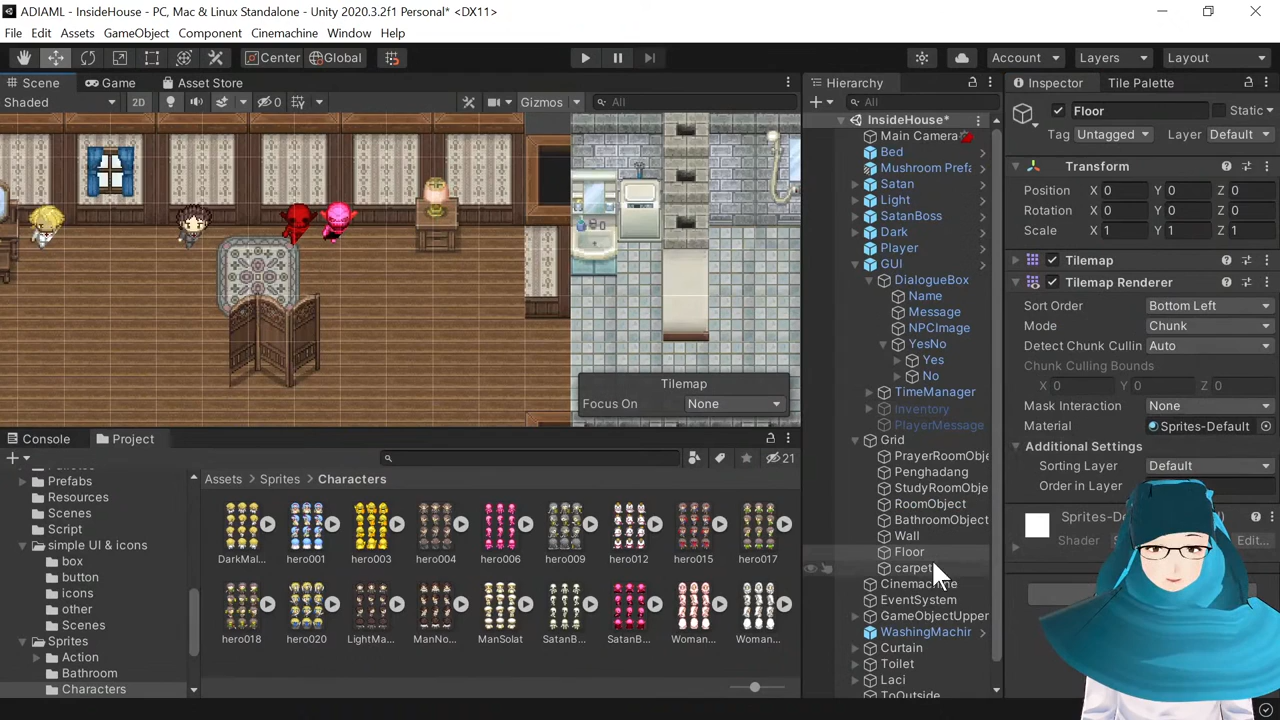 ADIAML - InsideHouse - PC, Mac & Linux Standalone - Unity 2020.3.2f1 Personal* <DX11>
File Edit Assets GameObject Component Cinemachine Window Help
Center Global Account Layers Layout
Scene Game Asset Store
Shaded 2D 0 Gizmos All
Tilemap
Focus On None
Hierarchy
All
InsideHouse*
Main Camera
Bed
Mushroom Prefa
Satan
Light
SatanBoss
Dark
Player
GUI
DialogueBox
Name
Message
NPCImage
YesNo
Yes
No
TimeManager
Inventory
PlayerMessage
Grid
PrayerRoomObje
Penghadang
StudyRoomObje
RoomObject
BathroomObject
Wall
Floor
carpet
Cinemachine
EventSystem
GameObjectUpper
WashingMachin
Curtain
Toilet
Laci
ToOutside
Inspector Tile Palette
Floor Static
Tag Untagged Layer Default
Transform
Position X 0 Y 0 Z 0
Rotation X 0 Y 0 Z 0
Scale X 1 Y 1 Z 1
Tilemap
Tilemap Renderer
Sort Order Bottom Left
Mode Chunk
Detect Chunk Cullin Auto
Chunk Culling Bounds
X 0 Y 0 Z 0
Mask Interaction None
Material Sprites-Default
Additional Settings
Sorting Layer Default
Order in Layer
Sprites-D
Shader Edit...
Console Project
21
Prefabs
Resources
Scenes
Script
simple UI & icons
box
button
icons
other
Scenes
Sprites
Action
Bathroom
Characters
Assets Sprites Characters
DarkMal... hero001 hero003 hero004 hero006 hero009 hero012 hero015 hero017
hero018 hero020 LightMa... ManNo... ManSolat SatanB... SatanB... Woman... Woman...